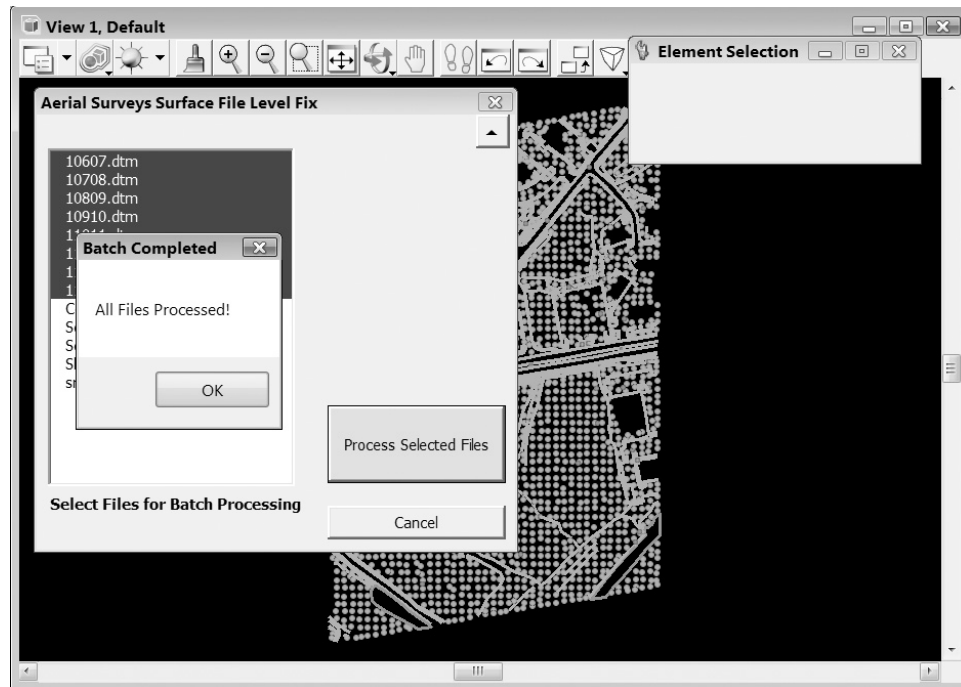 View 1, Default
Element Selection
Aerial Surveys Surface File Level Fix
10607.dtm
10708.dtm
10809.dtm
10910.dtm
Batch Completed
All Files Processed!
OK
Process Selected Files
Select Files for Batch Processing
Cancel